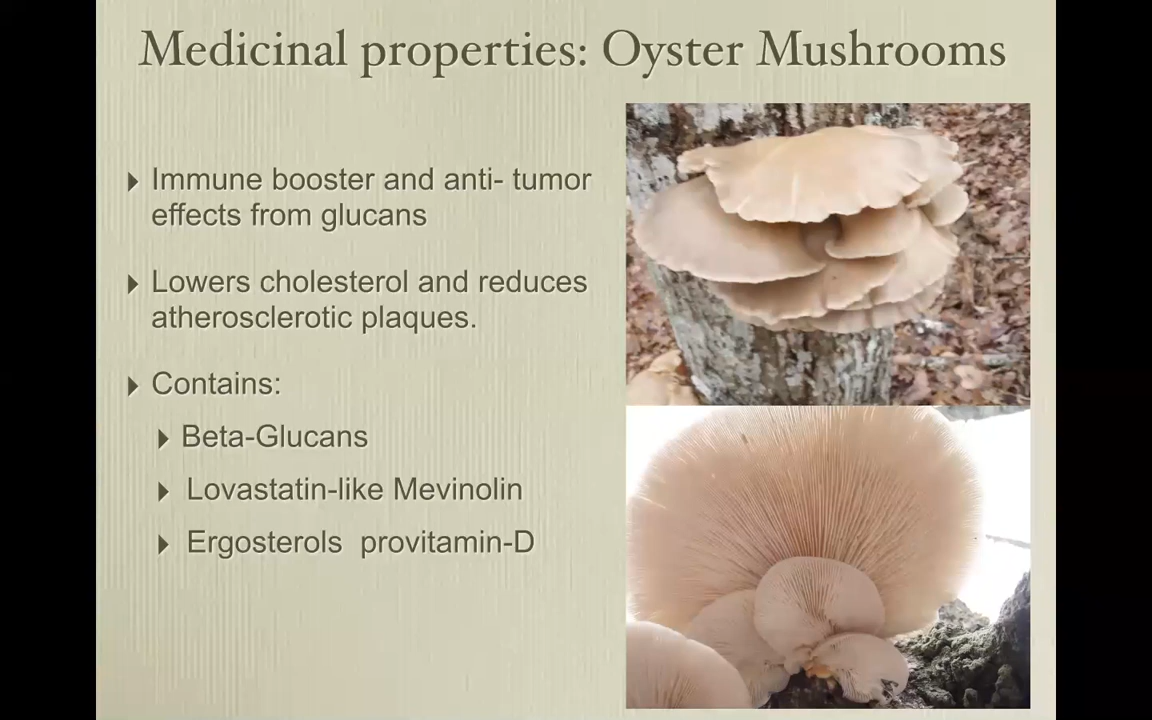 Medicinal properties: Oyster Mushrooms
Immune booster and anti- tumor
effects from glucans
Lowers cholesterol and reduces
atherosclerotic plaques.
Contains:
Beta-Glucans
Lovastatin-like Mevinolin
Ergosterols  provitamin-D